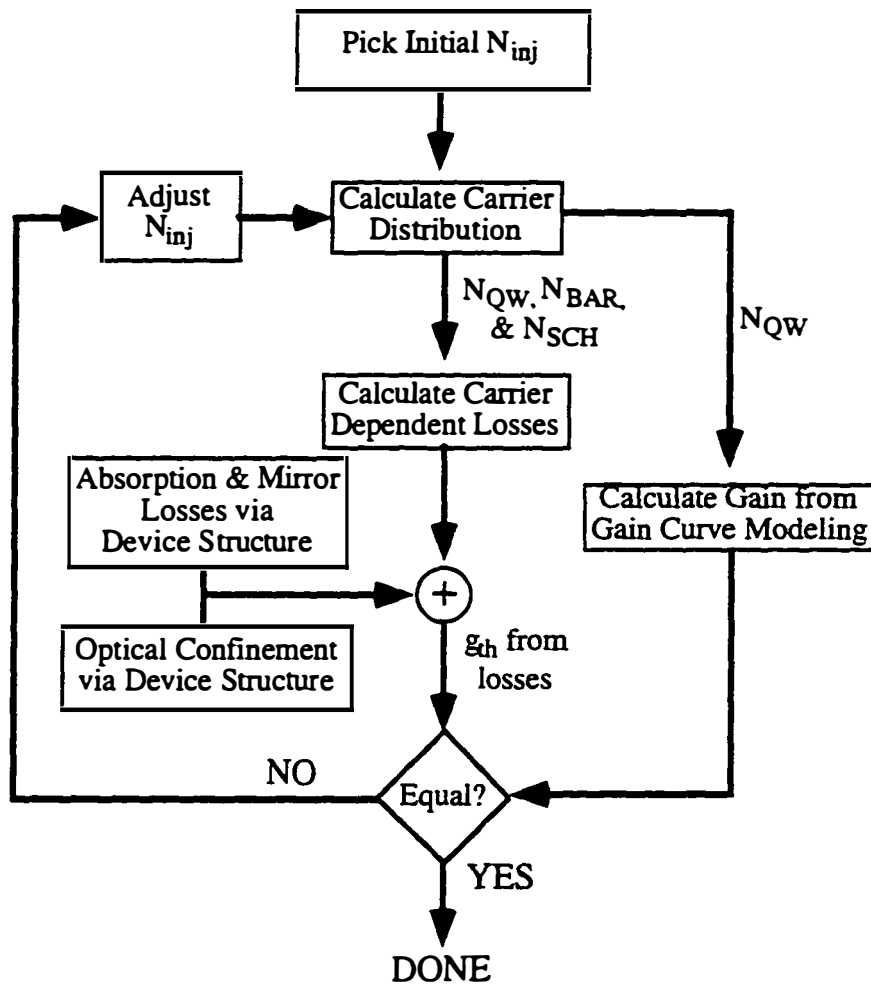 Pick Initial N_inj
Adjust
N_inj
Calculate Carrier
Distribution
N_QW, N_BAR,
& N_SCH
N_QW
Calculate Carrier
Dependent Losses
Absorption & Mirror
Losses via
Device Structure
Calculate Gain from
Gain Curve Modeling
+
Optical Confinement
via Device Structure
g_th from
losses
NO
Equal?
YES
DONE